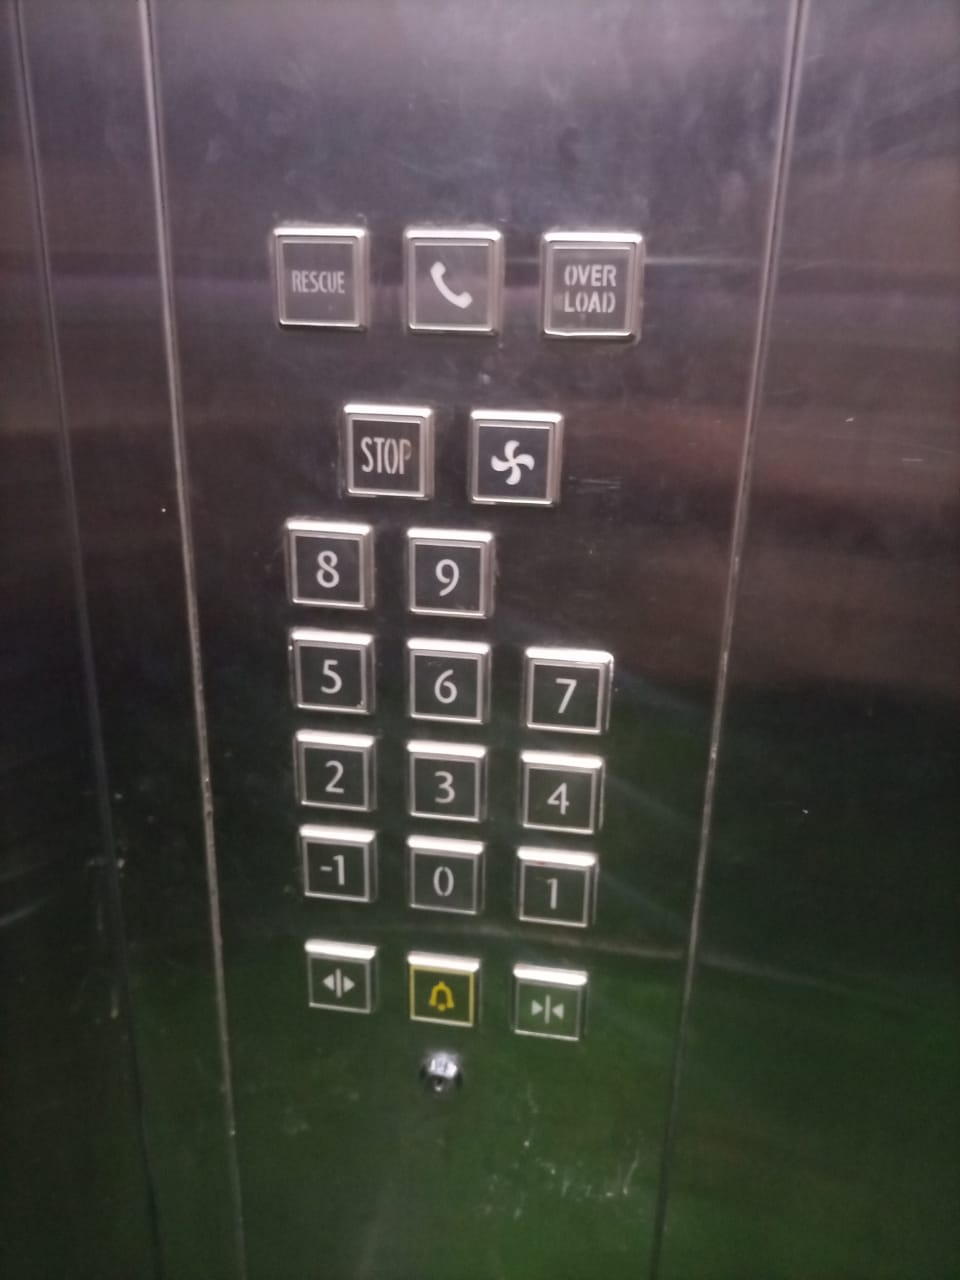 RESCUE
OVER
LOAD
STOP
8 9
5 6 7
2 3 4
-1 0 1